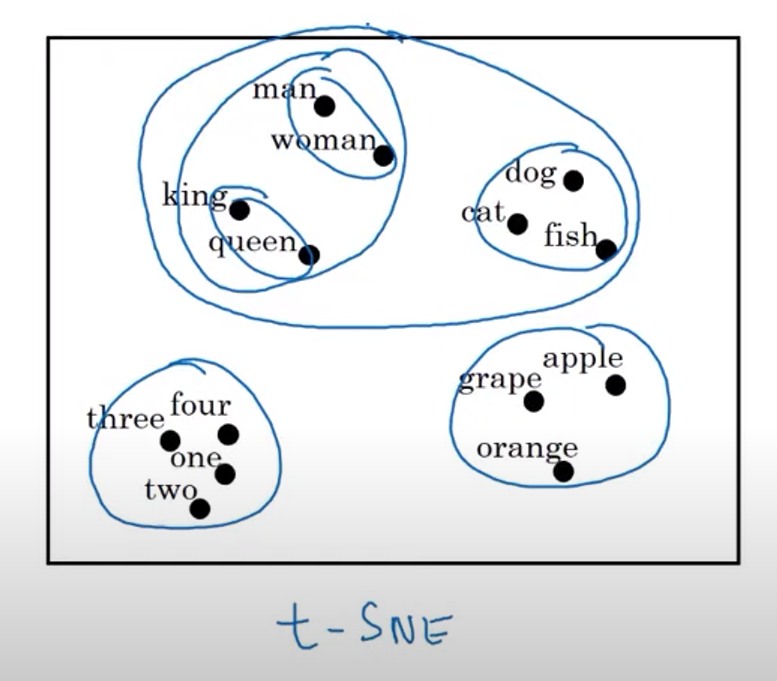 man
woman
king
queen
dog
cat
fish
apple
grape
orange
four
three
one
two
t-SNE